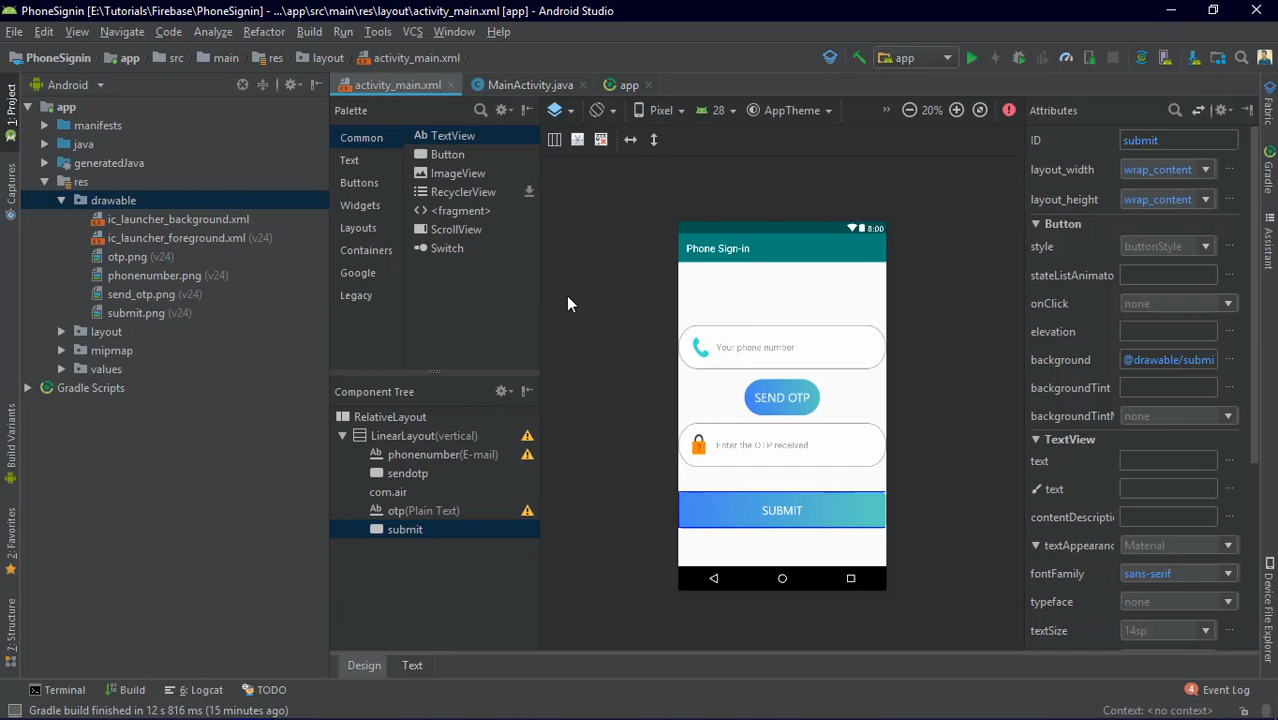 PhoneSignin [E:\Tutorials\Firebase\PhoneSignin] - ...\app\src\main\res\layout\activity_main.xml [app] - Android Studio
File Edit View Navigate Code Analyze Refactor Build Run Tools VCS Window Help
PhoneSignin app src main res layout activity_main.xml app
Android activity_main.xml MainActivity.java app
1: Project
Captures
Build Variants
2: Favorites
7: Structure
app
manifests
java
generatedJava
res
drawable
ic_launcher_background.xml
ic_launcher_foreground.xml (v24)
otp.png (v24)
phonenumber.png (v24)
send_otp.png (v24)
submit.png (v24)
layout
mipmap
values
Gradle Scripts
Palette
Common
Text
Buttons
Widgets
Layouts
Containers
Google
Legacy
Ab TextView
Button
ImageView
RecyclerView
<> <fragment>
ScrollView
Switch
Component Tree
RelativeLayout
LinearLayout(vertical)
Ab phonenumber(E-mail)
sendotp
com.air
Ab otp(Plain Text)
submit
Pixel 28 AppTheme » 20%
8:00
Phone Sign-in
Your phone number
SEND OTP
Enter the OTP received
SUBMIT
Attributes
ID submit
layout_width wrap_content
layout_height wrap_content
Button
style buttonStyle
stateListAnimato
onClick none
elevation
background @drawable/submi
backgroundTint
backgroundTintM none
TextView
text
text
contentDescripti
textAppearanc Material
fontFamily sans-serif
typeface none
textSize 14sp
Fabric
Gradle
Assistant
Device File Explorer
Design Text
Terminal Build 6: Logcat TODO 4 Event Log
Gradle build finished in 12 s 816 ms (15 minutes ago) Context: <no context>